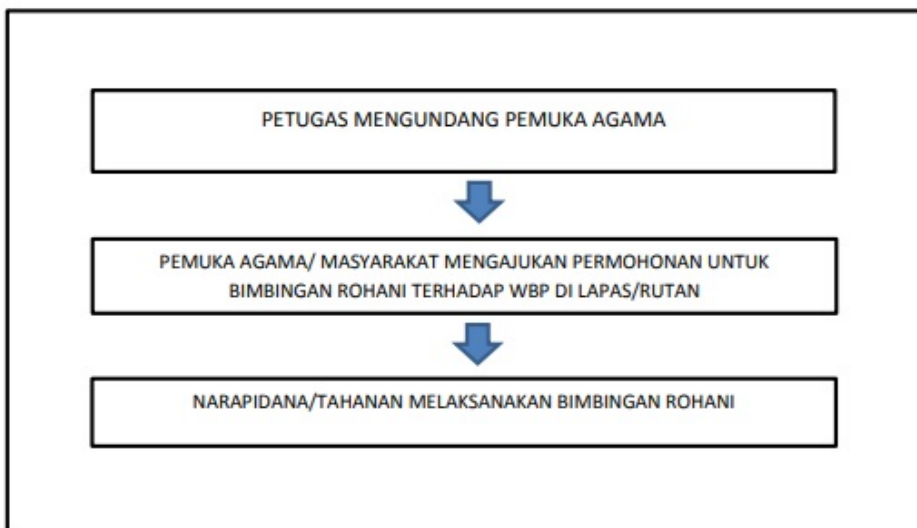 PETUGAS MENGUNDANG PEMUKA AGAMA
PEMUKA AGAMA/ MASYARAKAT MENGAJUKAN PERMOHONAN UNTUK
BIMBINGAN ROHANI TERHADAP WBP DI LAPAS/RUTAN
NARAPIDANA/TAHANAN MELAKSANAKAN BIMBINGAN ROHANI